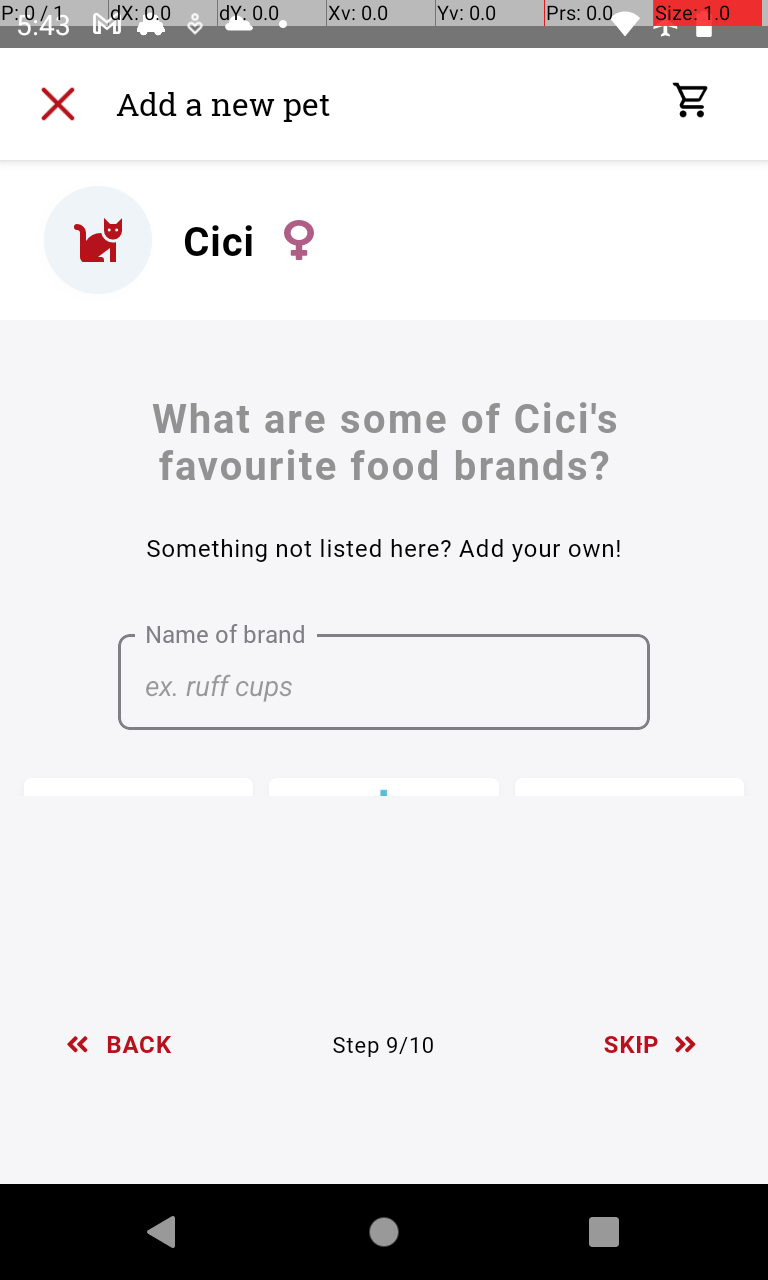 P: 0 / 1 dX: 0.0 dY: 0.0 Xv: 0.0 Yv: 0.0 Prs: 0.0 Size: 1.0
5:43
Add a new pet
Cici
What are some of Cici's
favourite food brands?
Something not listed here? Add your own!
Name of brand
ex. ruff cups
BACK
Step 9/10
SKIP